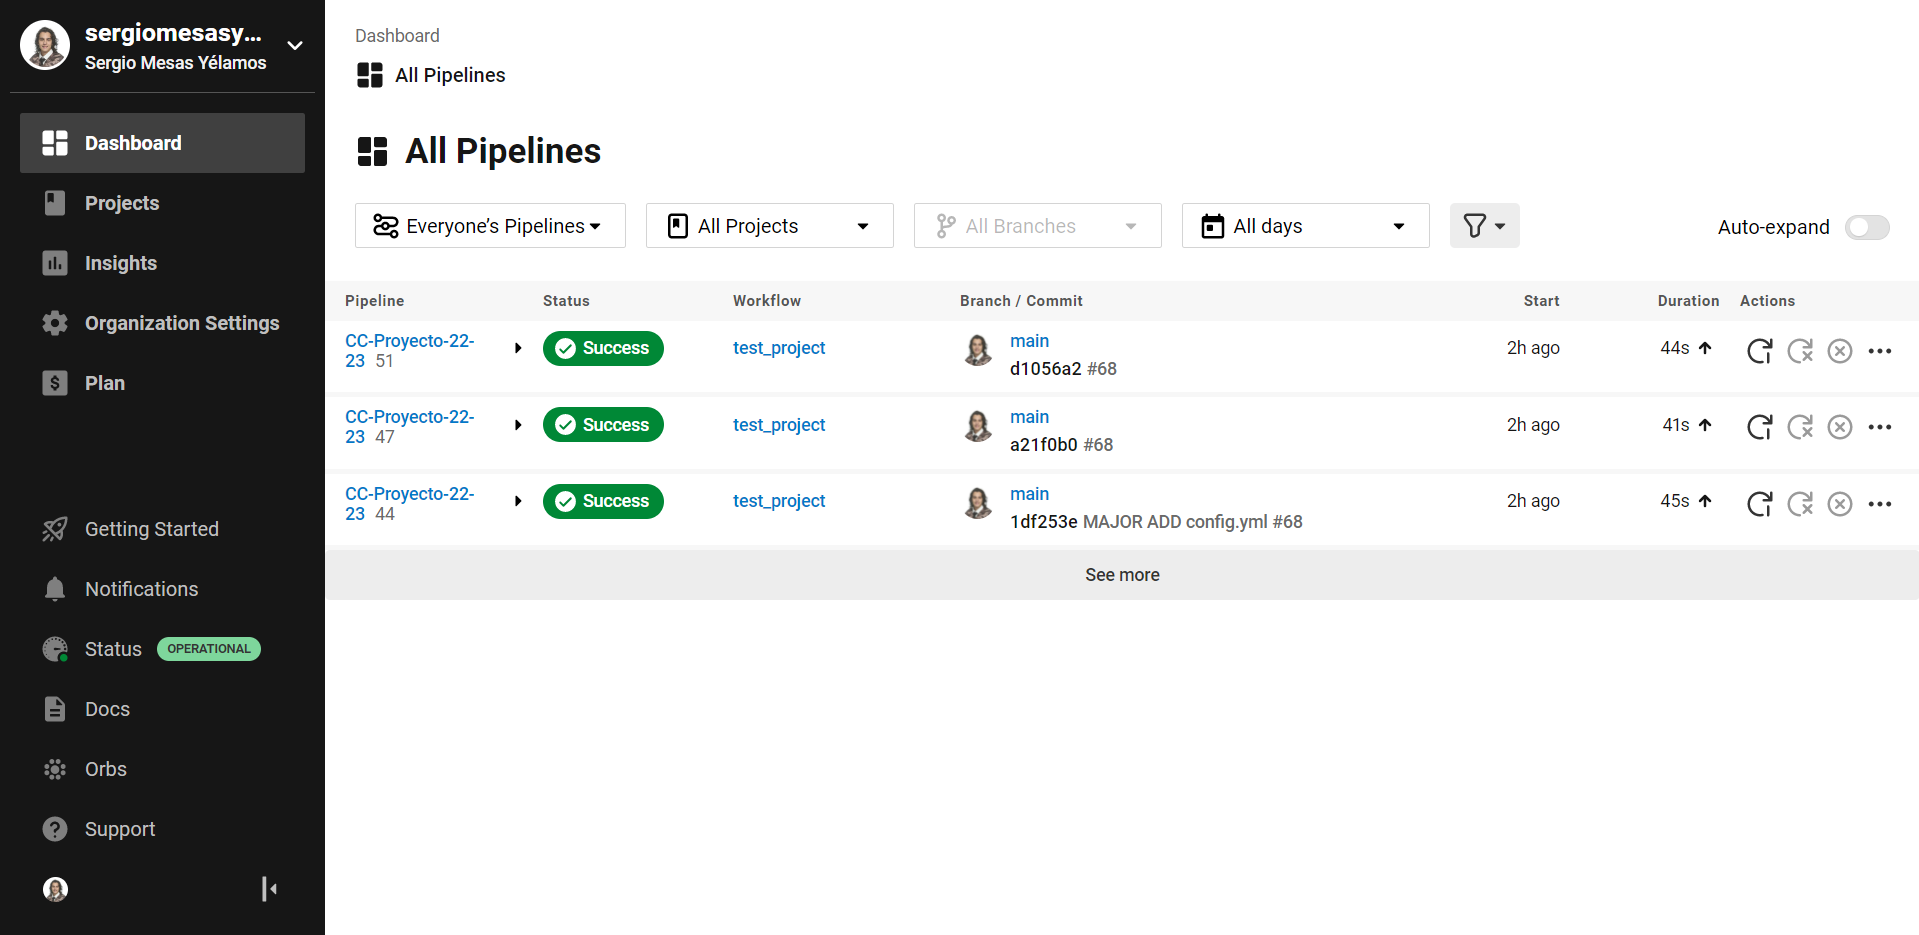 sergiomesasy...
Sergio Mesas Yélamos
Dashboard
Projects
Insights
Organization Settings
Plan
Getting Started
Notifications
Status OPERATIONAL
Docs
Orbs
Support
Dashboard
All Pipelines
All Pipelines
Everyone’s Pipelines
All Projects
All Branches
All days
Auto-expand
Pipeline Status Workflow Branch / Commit Start Duration Actions
CC-Proyecto-22-
23 51
Success
test_project
main
d1056a2 #68
2h ago
44s
CC-Proyecto-22-
23 47
Success
test_project
main
a21f0b0 #68
2h ago
41s
CC-Proyecto-22-
23 44
Success
test_project
main
1df253e MAJOR ADD config.yml #68
2h ago
45s
See more